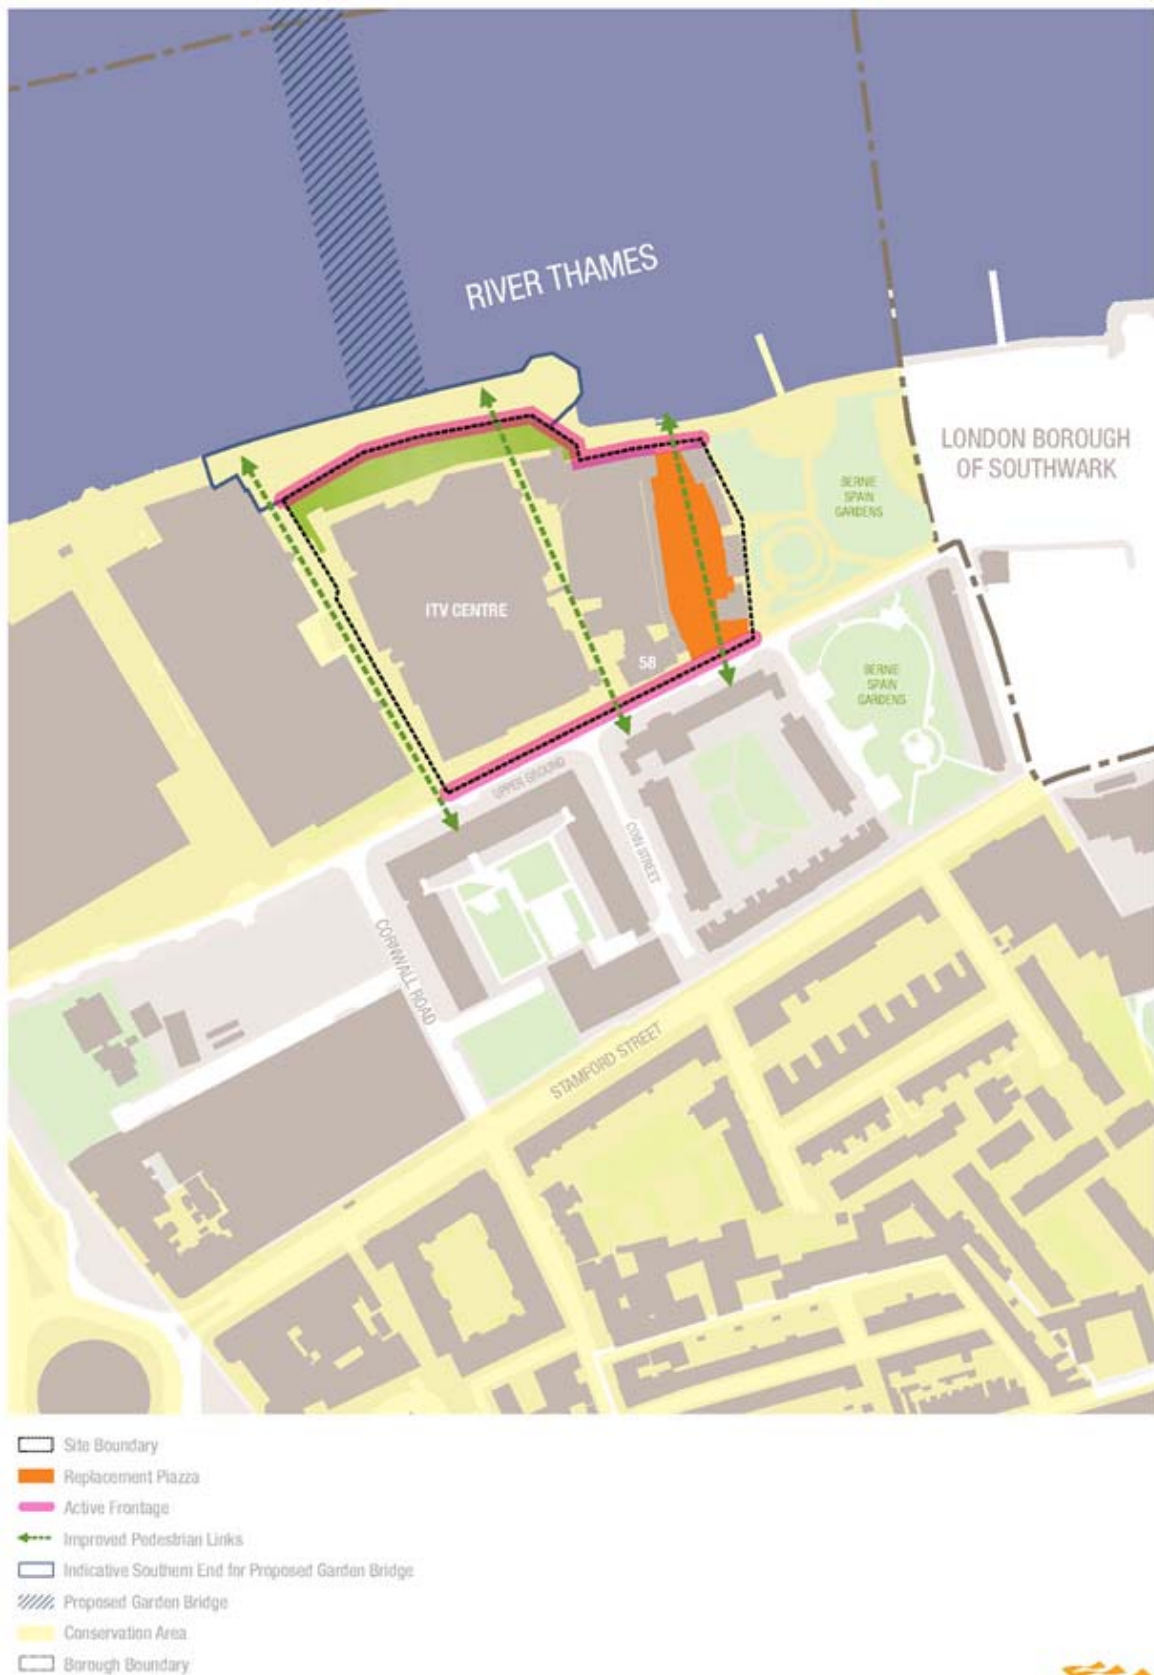 RIVER THAMES
LONDON BOROUGH
OF SOUTHWARK
BERNIE
SPAIN
GARDENS
ITV CENTRE
58
BERNIE
SPAIN
GARDENS
UPPER GROUND
COIN STREET
CORNWALL ROAD
STAMFORD STREET
Site Boundary
Replacement Piazza
Active Frontage
Improved Pedestrian Links
Indicative Southern End for Proposed Garden Bridge
Proposed Garden Bridge
Conservation Area
Borough Boundary